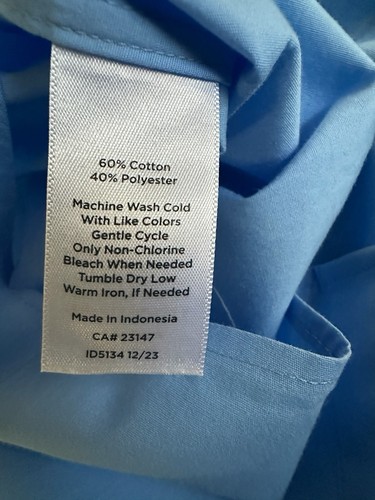 60% Cotton
40% Polyester
Machine Wash Cold
With Like Colors
Gentle Cycle
Only Non-Chlorine
Bleach When Needed
Tumble Dry Low
Warm Iron, If Needed
Made in Indonesia
CA# 23147
ID5134 12/23